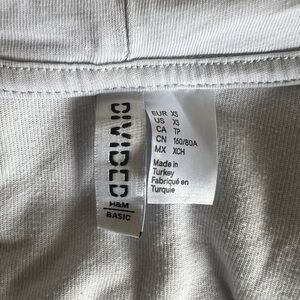 DIVIDED
H&M
BASIC
EUR XS
US XS
CA TP
CN 160/80A
MX XCH
Made in
Turkey
Fabriqué en
Turquie